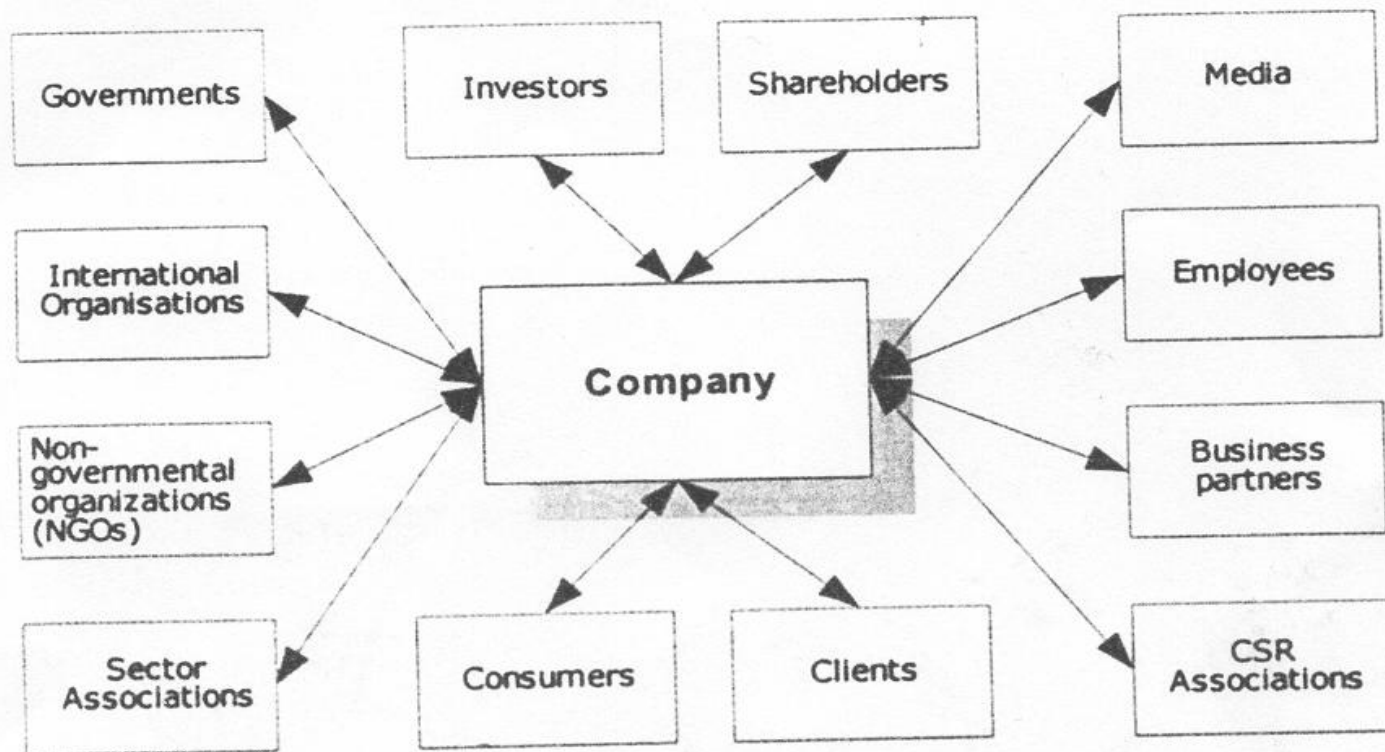 Governments
Investors
Shareholders
Media
International
Organisations
Employees
Company
Non-
governmental
organizations
(NGOs)
Business
partners
Sector
Associations
Consumers
Clients
CSR
Associations